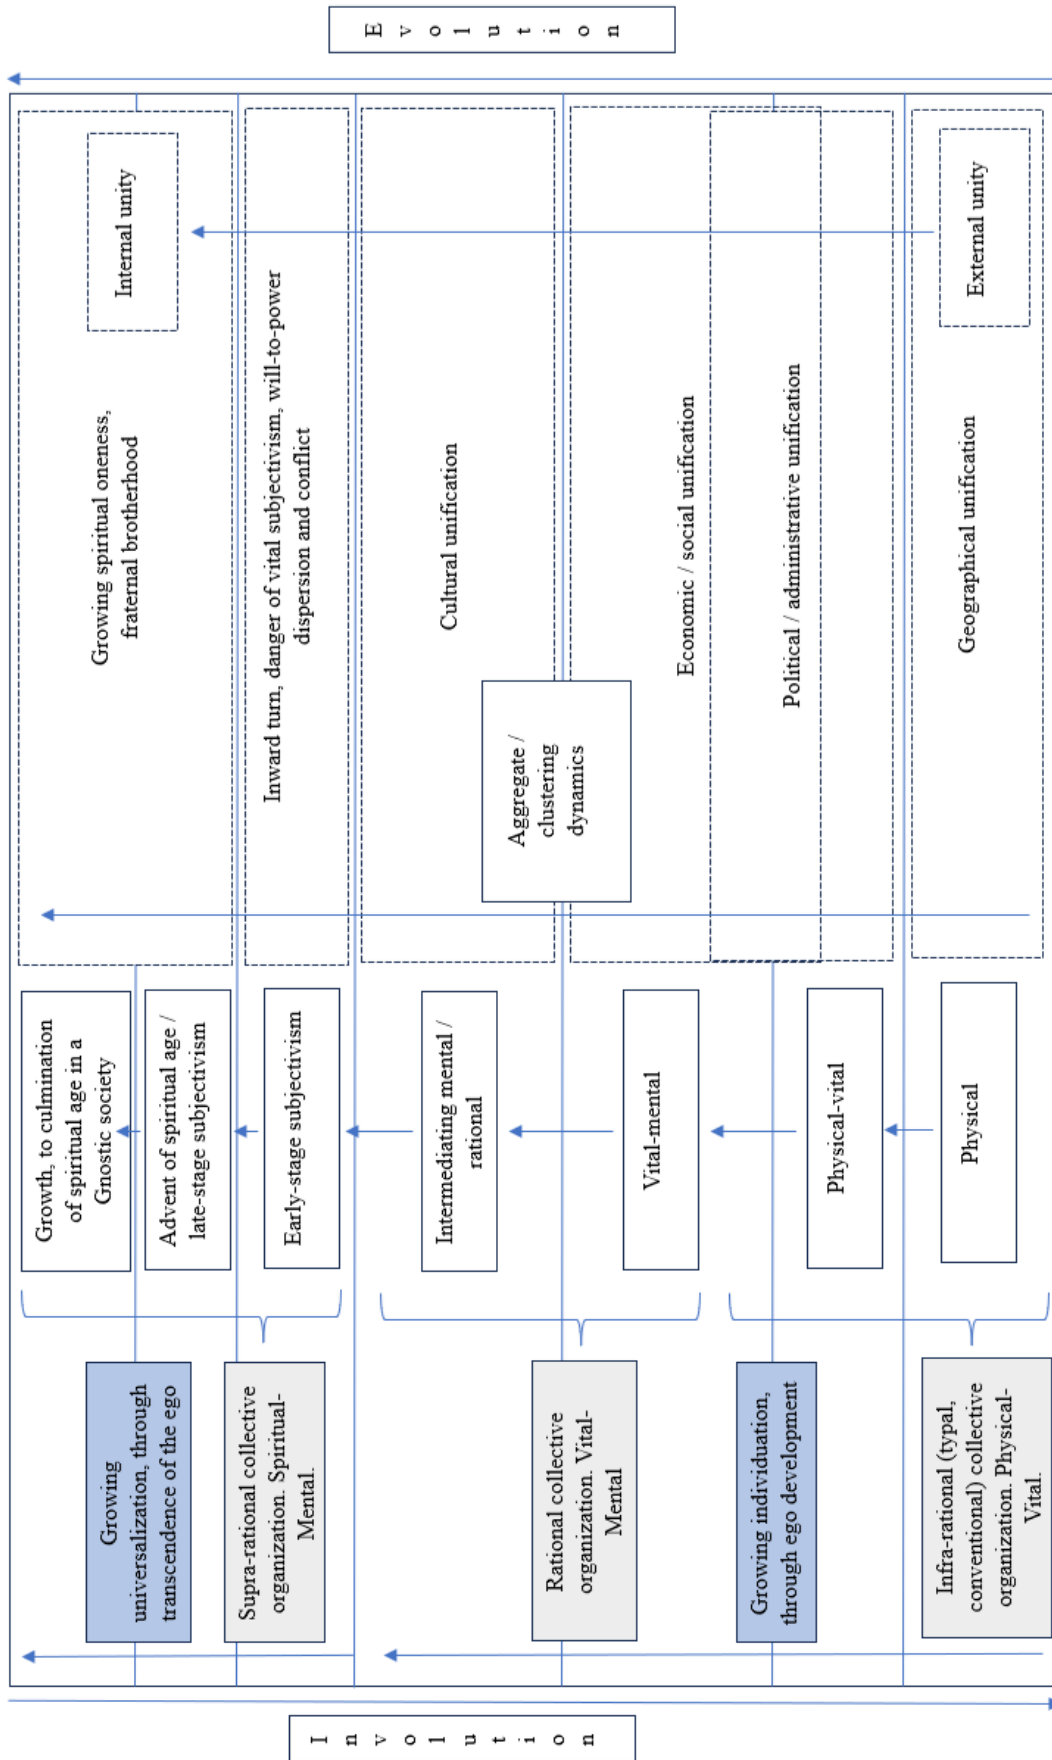 E v o l u t i o n
Internal unity
External unity
Growing spiritual oneness,
fraternal brotherhood
Inward turn, danger of vital subjectivism, will-to-power
dispersion and conflict
Cultural unification
Economic / social unification
Political / administrative unification
Geographical unification
Aggregate /
clustering
dynamics
Growth, to culmination
of spiritual age in a
Gnostic society
Advent of spiritual age /
late-stage subjectivism
Early-stage subjectivism
Intermediating mental /
rational
Vital-mental
Physical-vital
Physical
Growing
universalization, through
transcendence of the ego
Supra-rational collective
organization. Spiritual-
Mental.
Rational collective
organization. Vital-
Mental
Growing individuation,
through ego development
Infra-rational (typal,
conventional) collective
organization. Physical-
Vital.
I n v o l u t i o n